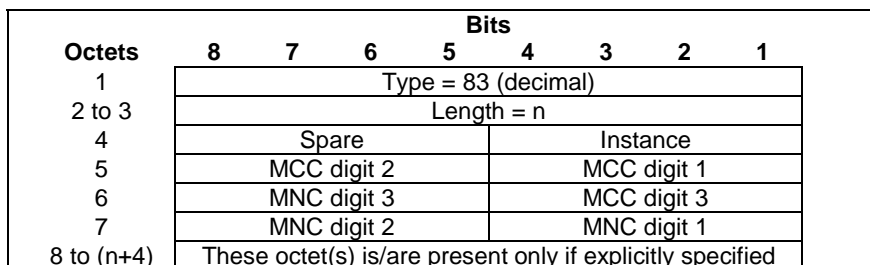 Bits
Octets 8 7 6 5 4 3 2 1
1 Type = 83 (decimal)
2 to 3 Length = n
4 Spare Instance
5 MCC digit 2 MCC digit 1
6 MNC digit 3 MCC digit 3
7 MNC digit 2 MNC digit 1
8 to (n+4) These octet(s) is/are present only if explicitly specified